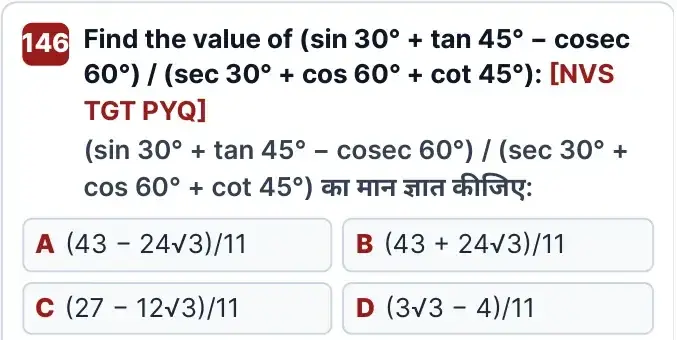 146 Find the value of (sin 30° + tan 45° − cosec
60°) / (sec 30° + cos 60° + cot 45°): [NVS
TGT PYQ]
(sin 30° + tan 45° − cosec 60°) / (sec 30° +
cos 60° + cot 45°) का मान ज्ञात कीजिए:
A (43 − 24√3)/11
B (43 + 24√3)/11
C (27 − 12√3)/11
D (3√3 − 4)/11